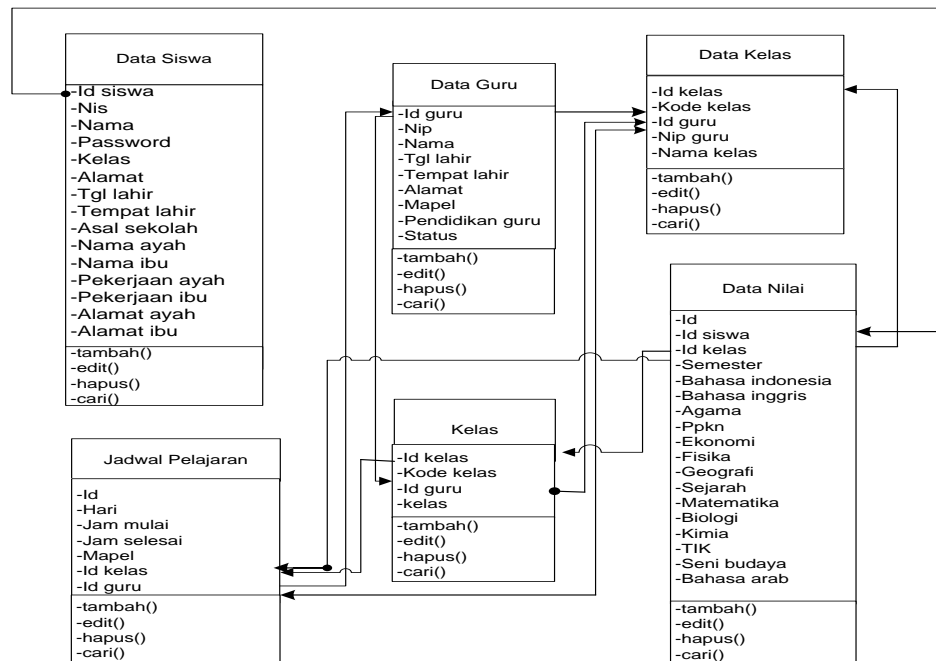 Data Siswa
-Id siswa
-Nis
-Nama
-Password
-Kelas
-Alamat
-Tgl lahir
-Tempat lahir
-Asal sekolah
-Nama ayah
-Nama ibu
-Pekerjaan ayah
-Pekerjaan ibu
-Alamat ayah
-Alamat ibu
-tambah()
-edit()
-hapus()
-cari()
Data Guru
-Id guru
-Nip
-Nama
-Tgl lahir
-Tempat lahir
-Alamat
-Mapel
-Pendidikan guru
-Status
-tambah()
-edit()
-hapus()
-cari()
Data Kelas
-Id kelas
-Kode kelas
-Id guru
-Nip guru
-Nama kelas
-tambah()
-edit()
-hapus()
-cari()
Data Nilai
-Id
-Id siswa
-Id kelas
-Semester
-Bahasa indonesia
-Bahasa inggris
-Agama
-Ppkn
-Ekonomi
-Fisika
-Geografi
-Sejarah
-Matematika
-Biologi
-Kimia
-TIK
-Seni budaya
-Bahasa arab
-tambah()
-edit()
-hapus()
-cari()
Jadwal Pelajaran
-Id
-Hari
-Jam mulai
-Jam selesai
-Mapel
-Id kelas
-Id guru
-tambah()
-edit()
-hapus()
-cari()
Kelas
-Id kelas
-Kode kelas
-Id guru
-kelas
-tambah()
-edit()
-hapus()
-cari()